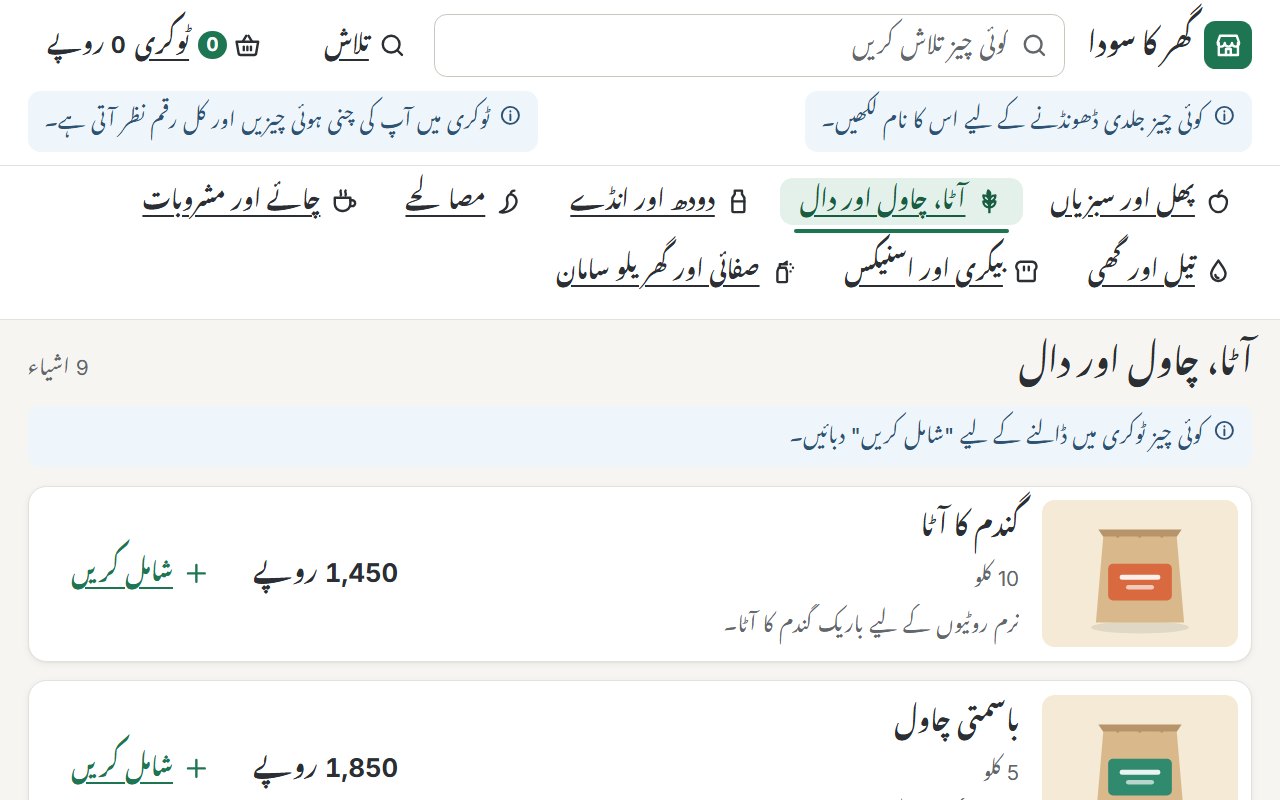 گھر کا سودا
کوئی چیز تلاش کریں
تلاش
0 ٹوکری 0 روپے
کوئی چیز جلدی ڈھونڈنے کے لیے اس کا نام لکھیں۔
ٹوکری میں آپ کی چنی ہوئی چیزیں اور کل رقم نظر آتی ہے۔
پھل اور سبزیاں
آٹا، چاول اور دال
دودھ اور انڈے
مصالحے
چائے اور مشروبات
تیل اور گھی
بیکری اور اسنیکس
صفائی اور گھریلو سامان
آٹا، چاول اور دال
9 اشیاء
کوئی چیز ٹوکری میں ڈالنے کے لیے "شامل کریں" دبائیں۔
گندم کا آٹا
10 کلو
نرم روٹیوں کے لیے باریک گندم کا آٹا۔
1,450 روپے
شامل کریں
باسمتی چاول
5 کلو
1,850 روپے
شامل کریں